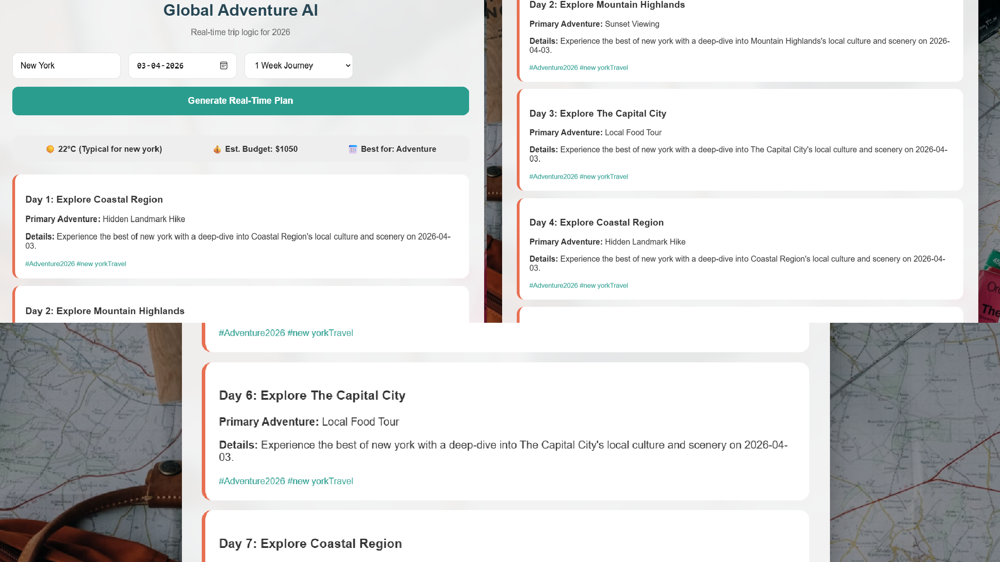 Global Adventure AI
Real-time trip logic for 2026
New York
03-04-2026
1 Week Journey
Generate Real-Time Plan
22°C (Typical for new york)
Est. Budget: $1050
Best for: Adventure
Day 1: Explore Coastal Region
Primary Adventure: Hidden Landmark Hike
Details: Experience the best of new york with a deep-dive into Coastal Region's local culture and scenery on 2026-04-
03.
#Adventure2026 #new yorkTravel
Day 2: Explore Mountain Highlands
Day 2: Explore Mountain Highlands
Primary Adventure: Sunset Viewing
Details: Experience the best of new york with a deep-dive into Mountain Highlands's local culture and scenery on 2026-
04-03.
#Adventure2026 #new yorkTravel
Day 3: Explore The Capital City
Primary Adventure: Local Food Tour
Details: Experience the best of new york with a deep-dive into The Capital City's local culture and scenery on 2026-04-
03.
#Adventure2026 #new yorkTravel
Day 4: Explore Coastal Region
Primary Adventure: Hidden Landmark Hike
Details: Experience the best of new york with a deep-dive into Coastal Region's local culture and scenery on 2026-04-
03.
#Adventure2026 #new yorkTravel
#Adventure2026 #new yorkTravel
Day 6: Explore The Capital City
Primary Adventure: Local Food Tour
Details: Experience the best of new york with a deep-dive into The Capital City's local culture and scenery on 2026-04-
03.
#Adventure2026 #new yorkTravel
Day 7: Explore Coastal Region